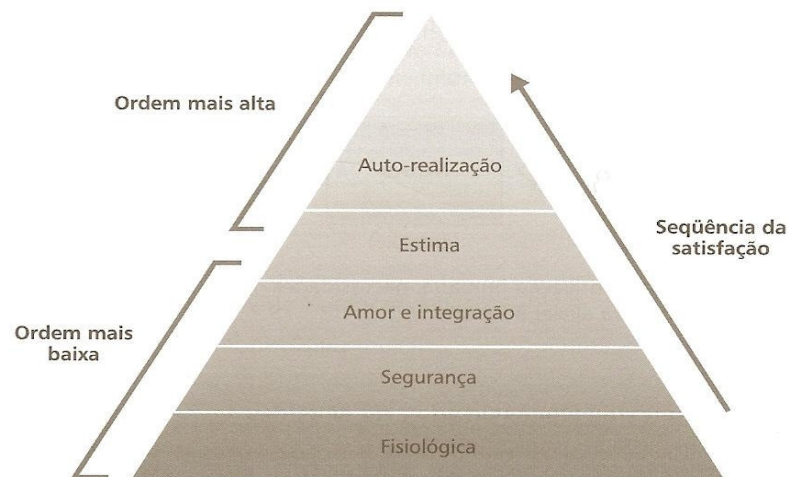 Ordem mais alta
Auto-realização
Estima
Seqüência da
satisfação
Amor e integração
Ordem mais
baixa
Segurança
Fisiológica